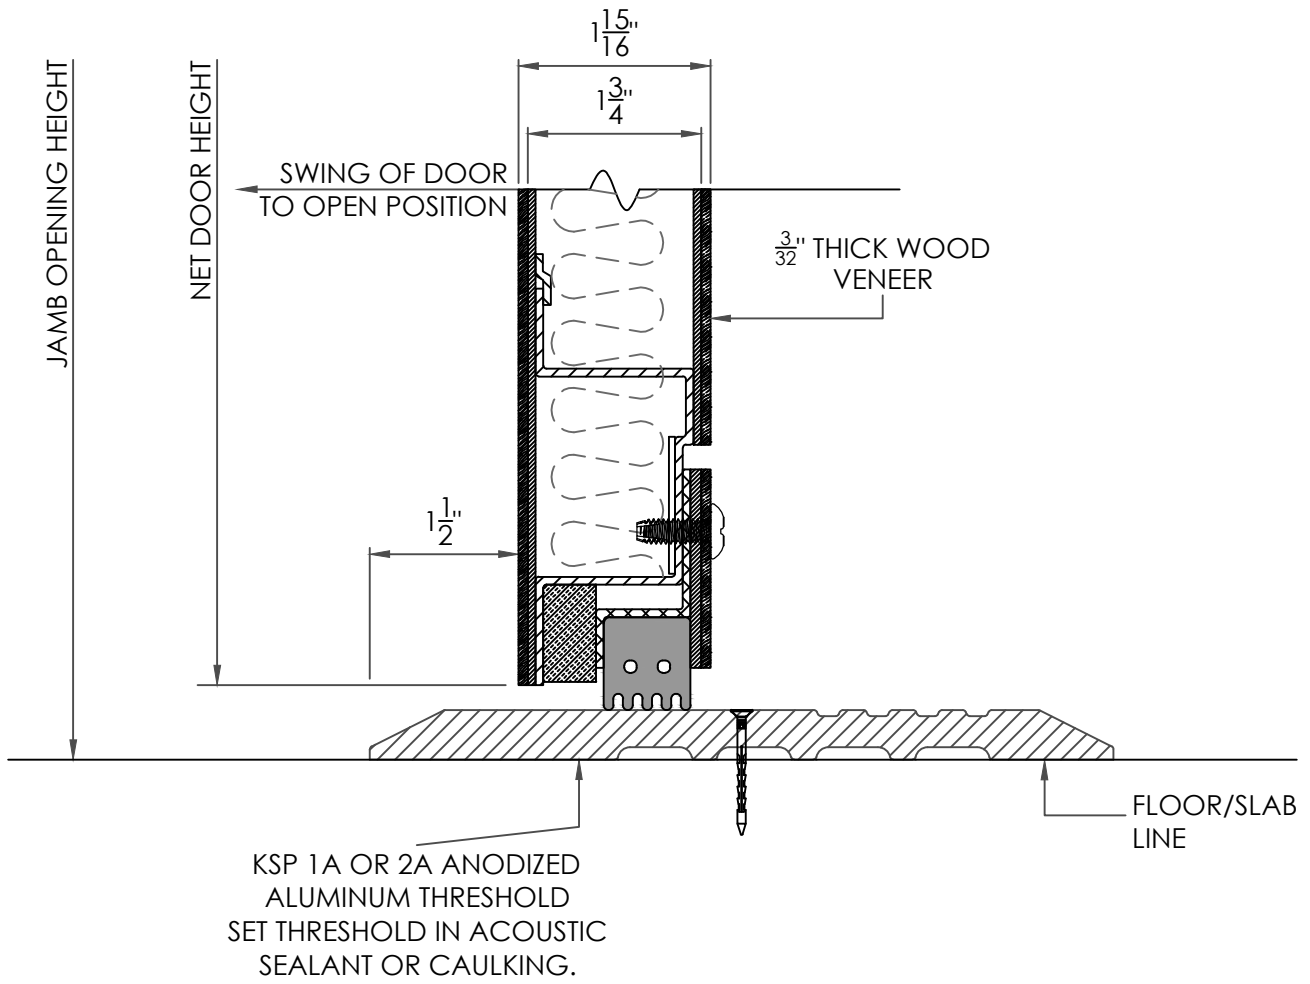 1 15/16"
1 3/4"
JAMB OPENING HEIGHT
NET DOOR HEIGHT
SWING OF DOOR
TO OPEN POSITION
3/32" THICK WOOD
VENEER
1 1/2"
FLOOR/SLAB
LINE
KSP 1A OR 2A ANODIZED
ALUMINUM THRESHOLD
SET THRESHOLD IN ACOUSTIC
SEALANT OR CAULKING.